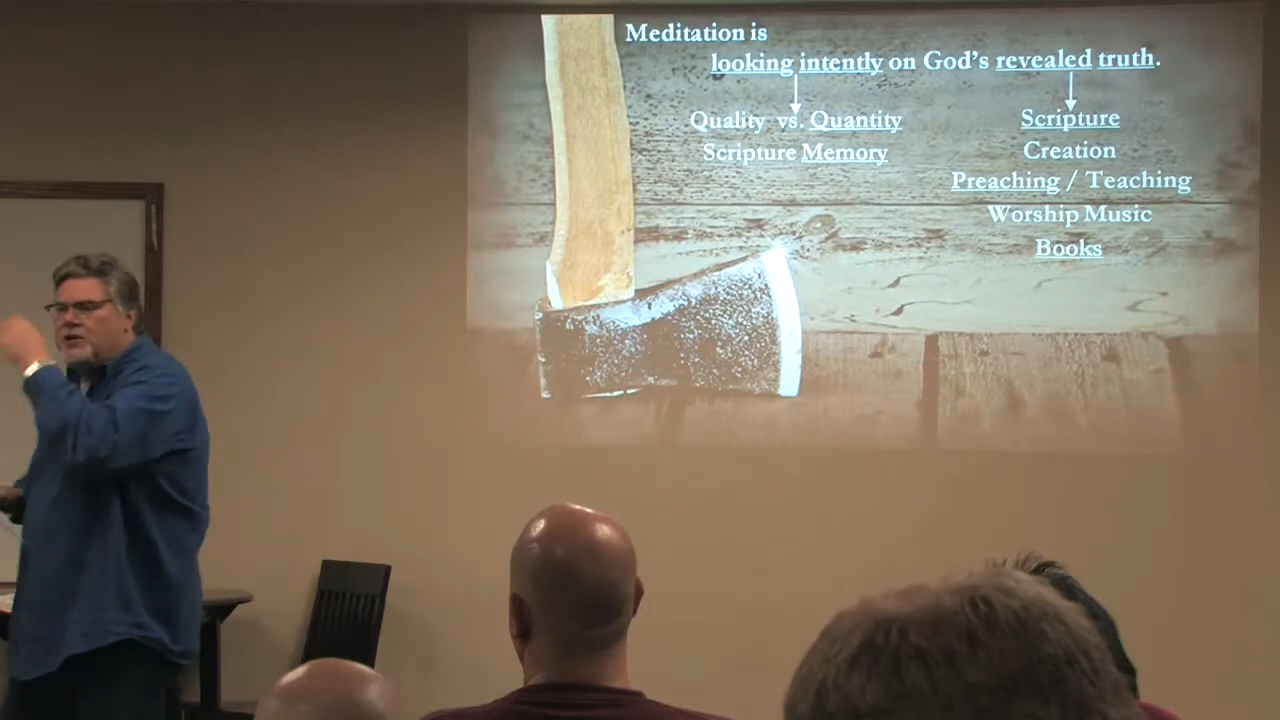 Meditation is
looking intently on God's revealed truth.
Quality vs. Quantity
Scripture Memory
Scripture
Creation
Preaching / Teaching
Worship Music
Books